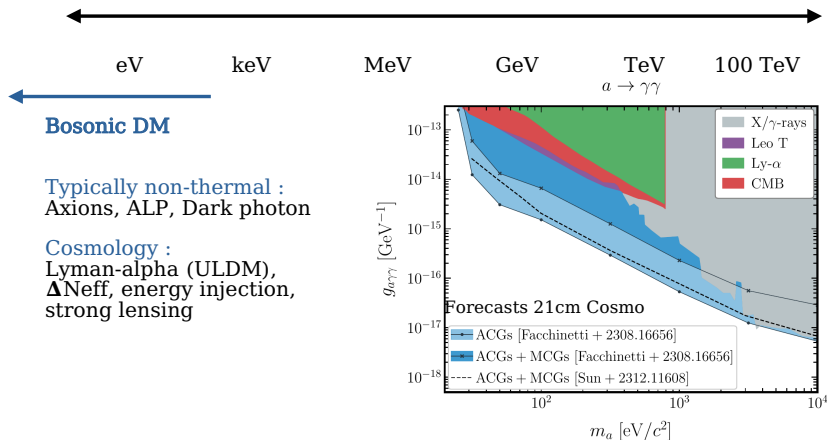 eV keV MeV GeV TeV 100 TeV
Bosonic DM
Typically non-thermal :
Axions, ALP, Dark photon
Cosmology :
Lyman-alpha (ULDM),
ΔNeff, energy injection,
strong lensing
a → γγ
X/γ-rays
Leo T
Ly-α
CMB
10⁻¹³
10⁻¹⁴
10⁻¹⁵
10⁻¹⁶
10⁻¹⁷
10⁻¹⁸
g_{aγγ} [GeV⁻¹]
Forecasts 21cm Cosmo
ACGs [Facchinetti + 2308.16656]
ACGs + MCGs [Facchinetti + 2308.16656]
ACGs + MCGs [Sun + 2312.11608]
10² 10³ 10⁴
mₐ [eV/c²]